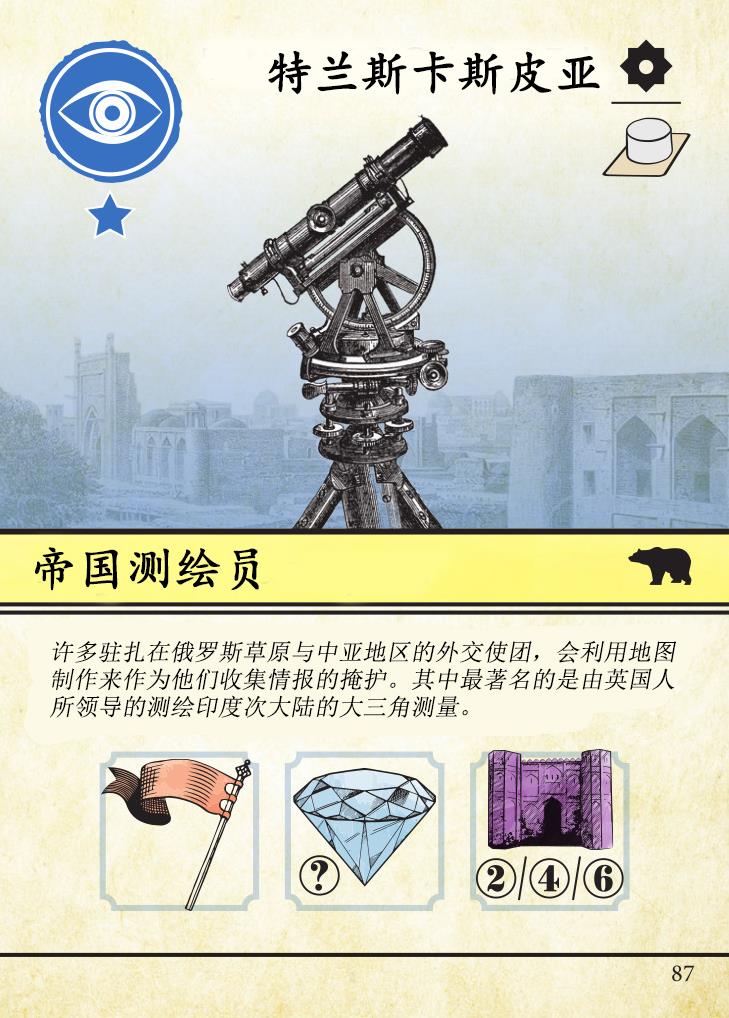 特兰斯卡斯皮亚
帝国测绘员
许多驻扎在俄罗斯草原与中亚地区的外交使团，会利用地图
制作来作为他们收集情报的掩护。其中最著名的是由英国人
所领导的测绘印度次大陆的大三角测量。
?
②/④/⑥
87